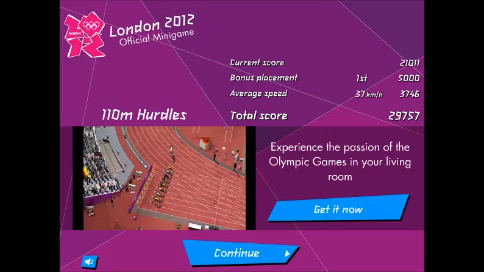 London 2012
Official Minigame
Current score 21011
Bonus placement 1st 5000
Average speed 37 km/h 3746
110m Hurdles
Total score 29757
Experience the passion of the
Olympic Games in your living
room
Get it now
Continue